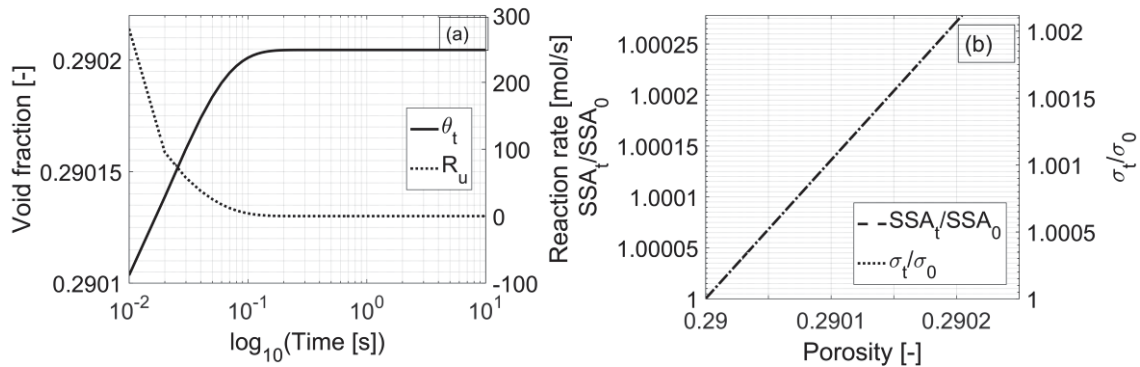 (a)
Void fraction [-]
0.2902
0.29015
0.2901
300
200
100
0
-100
Reaction rate [mol/s]
θt
Ru
10-2
10-1
100
101
log10(Time [s])
(b)
SSAt/SSA0
1.00025
1.0002
1.00015
1.0001
1.00005
1
1.002
1.0015
1.001
1.0005
1
σt/σ0
SSAt/SSA0
σt/σ0
0.29
0.2901
0.2902
Porosity [-]